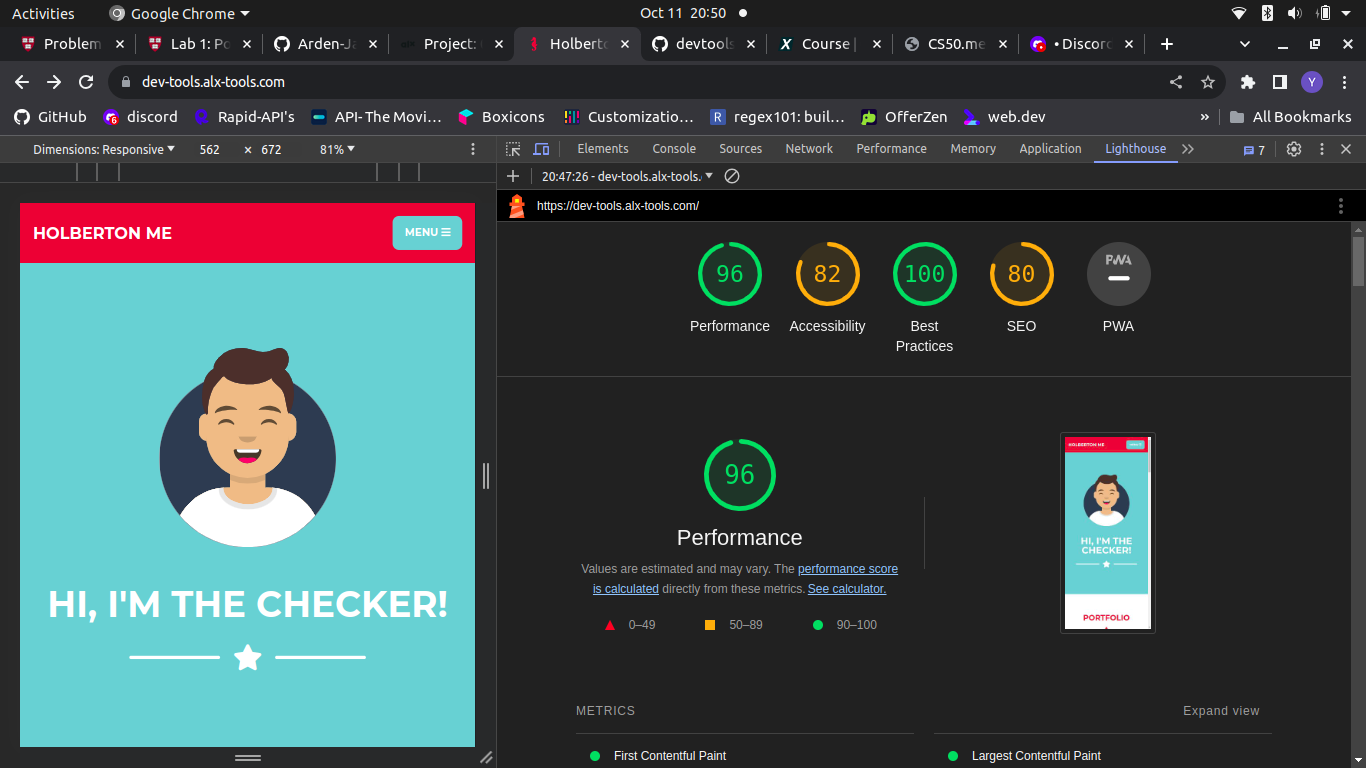 Activities
Google Chrome
Oct 11 20:50
Problem
Lab 1: Po
Arden-Ja
Project:
Holberto
devtools
Course |
CS50.me
• Discord
dev-tools.alx-tools.com
Y
GitHub
discord
Rapid-API's
API- The Movi...
Boxicons
Customizatio...
regex101: buil...
OfferZen
web.dev
»
All Bookmarks
Dimensions: Responsive
562
×
672
81%
Elements
Console
Sources
Network
Performance
Memory
Application
Lighthouse
7
20:47:26 - dev-tools.alx-tools.
https://dev-tools.alx-tools.com/
HOLBERTON ME
MENU
HI, I'M THE CHECKER!
96
82
100
80
PWA
Performance
Accessibility
Best
Practices
SEO
PWA
96
Performance
Values are estimated and may vary. The performance score
is calculated directly from these metrics. See calculator.
0–49
50–89
90–100
HOLBERTON ME
HI, I'M THE
CHECKER!
PORTFOLIO
METRICS
Expand view
First Contentful Paint
Largest Contentful Paint